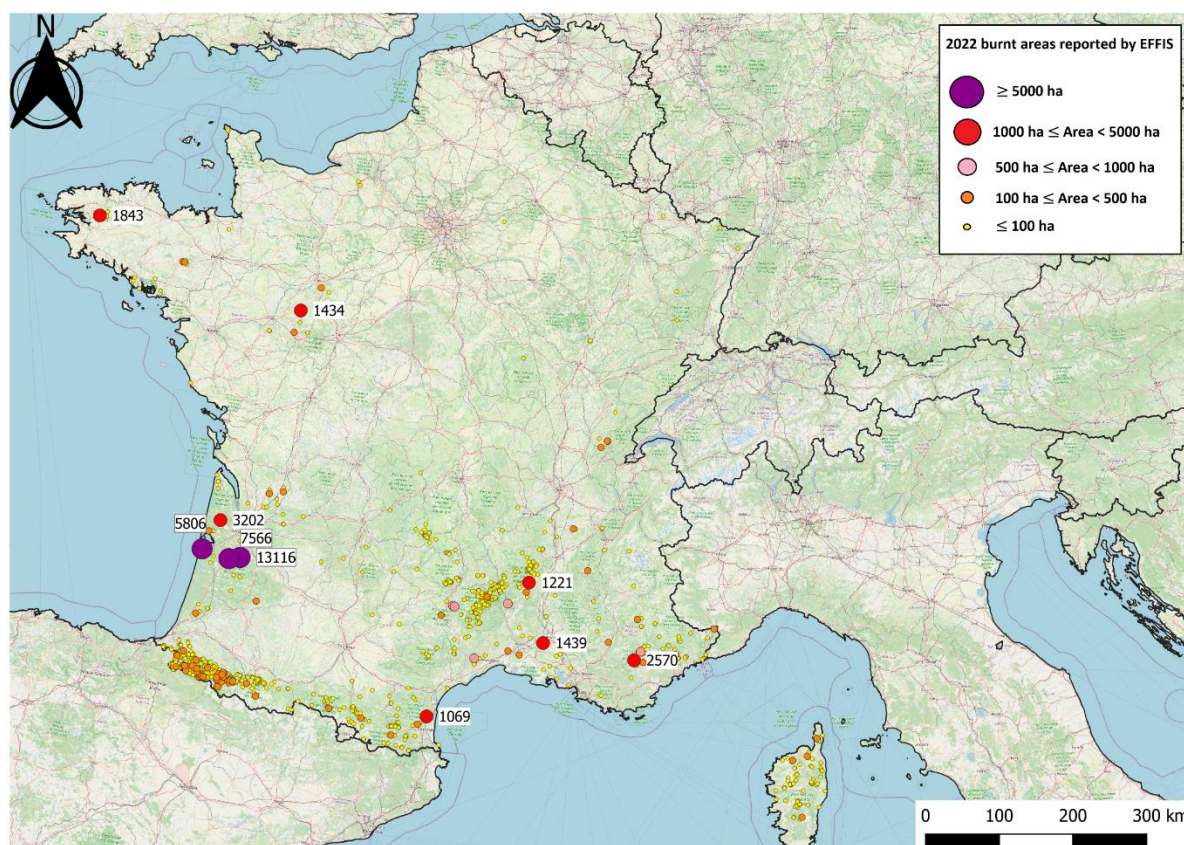 N
2022 burnt areas reported by EFFIS
≥ 5000 ha
1000 ha ≤ Area < 5000 ha
500 ha ≤ Area < 1000 ha
100 ha ≤ Area < 500 ha
≤ 100 ha
1843
1434
5806
3202
7566
13116
1221
1439
2570
1069
0 100 200 300 km